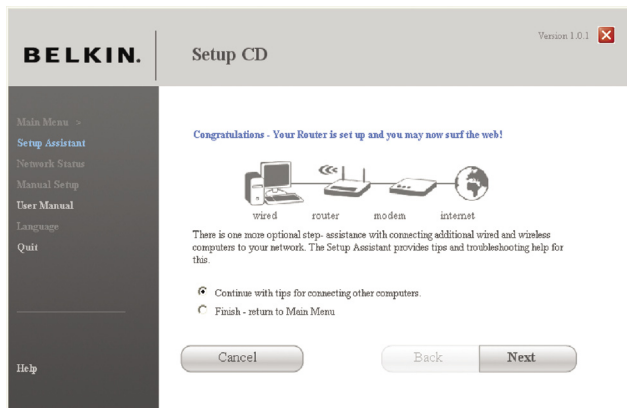 BELKIN.
Setup CD
Version 1.0.1
Main Menu >
Setup Assistant
Network Status
Manual Setup
User Manual
Language
Quit
Help
Congratulations - Your Router is set up and you may now surf the web!
wired router modem internet
There is one more optional step- assistance with connecting additional wired and wireless
computers to your network. The Setup Assistant provides tips and troubleshooting help for
this.
Continue with tips for connecting other computers.
Finish - return to Main Menu
Cancel
Back
Next